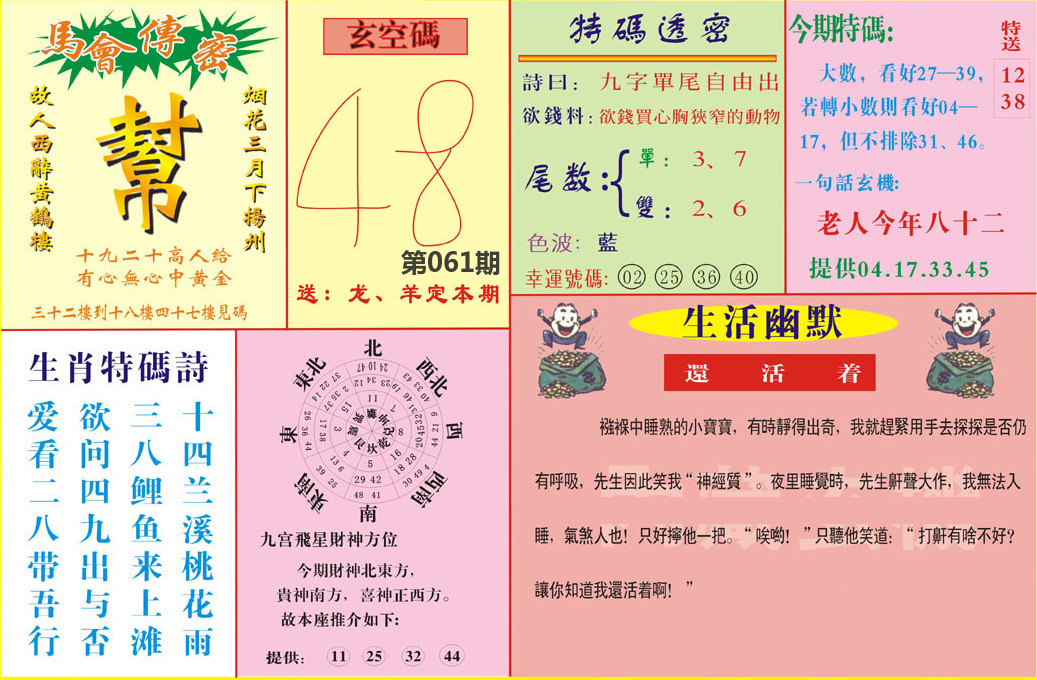 馬會傳密
故人西辭黃鶴樓
幫
烟花三月下揚州
十九二十高人給
有心無心中黃金
三十二樓到十八樓四十七樓見碼
玄空碼
48
第061期
送：龙、羊定本期
特碼透密
詩曰：九字單尾自由出
欲錢料：欲錢買心胸狹窄的動物
尾数：
單：3、7
雙：2、6
色波：藍
幸運號碼：02 25 36 40
今期特碼：
特送
12
38
大數，看好27—39，
若轉小數則看好04—
17，但不排除31、46。
一句話玄機：
老人今年八十二
提供04.17.33.45
生肖特碼詩
十四兰溪桃花雨
三八鲤鱼来上滩
欲问四九出与否
爱看二八带吾行
北
東北
西北
東
西
東南
西南
南
九宫飛星財神方位
今期財神北東方，
貴神南方，喜神正西方。
故本座推介如下：
提供： 11 25 32 44
生活幽默
還活着
襁褓中睡熟的小寶寶，有時靜得出奇，我就趕緊用手去探探是否仍
有呼吸，先生因此笑我“神經質”。夜里睡覺時，先生鼾聲大作，我無法入
睡，氣煞人也！只好擰他一把。“唉喲！”只聽他笑道：“打鼾有啥不好？
讓你知道我還活着啊！”